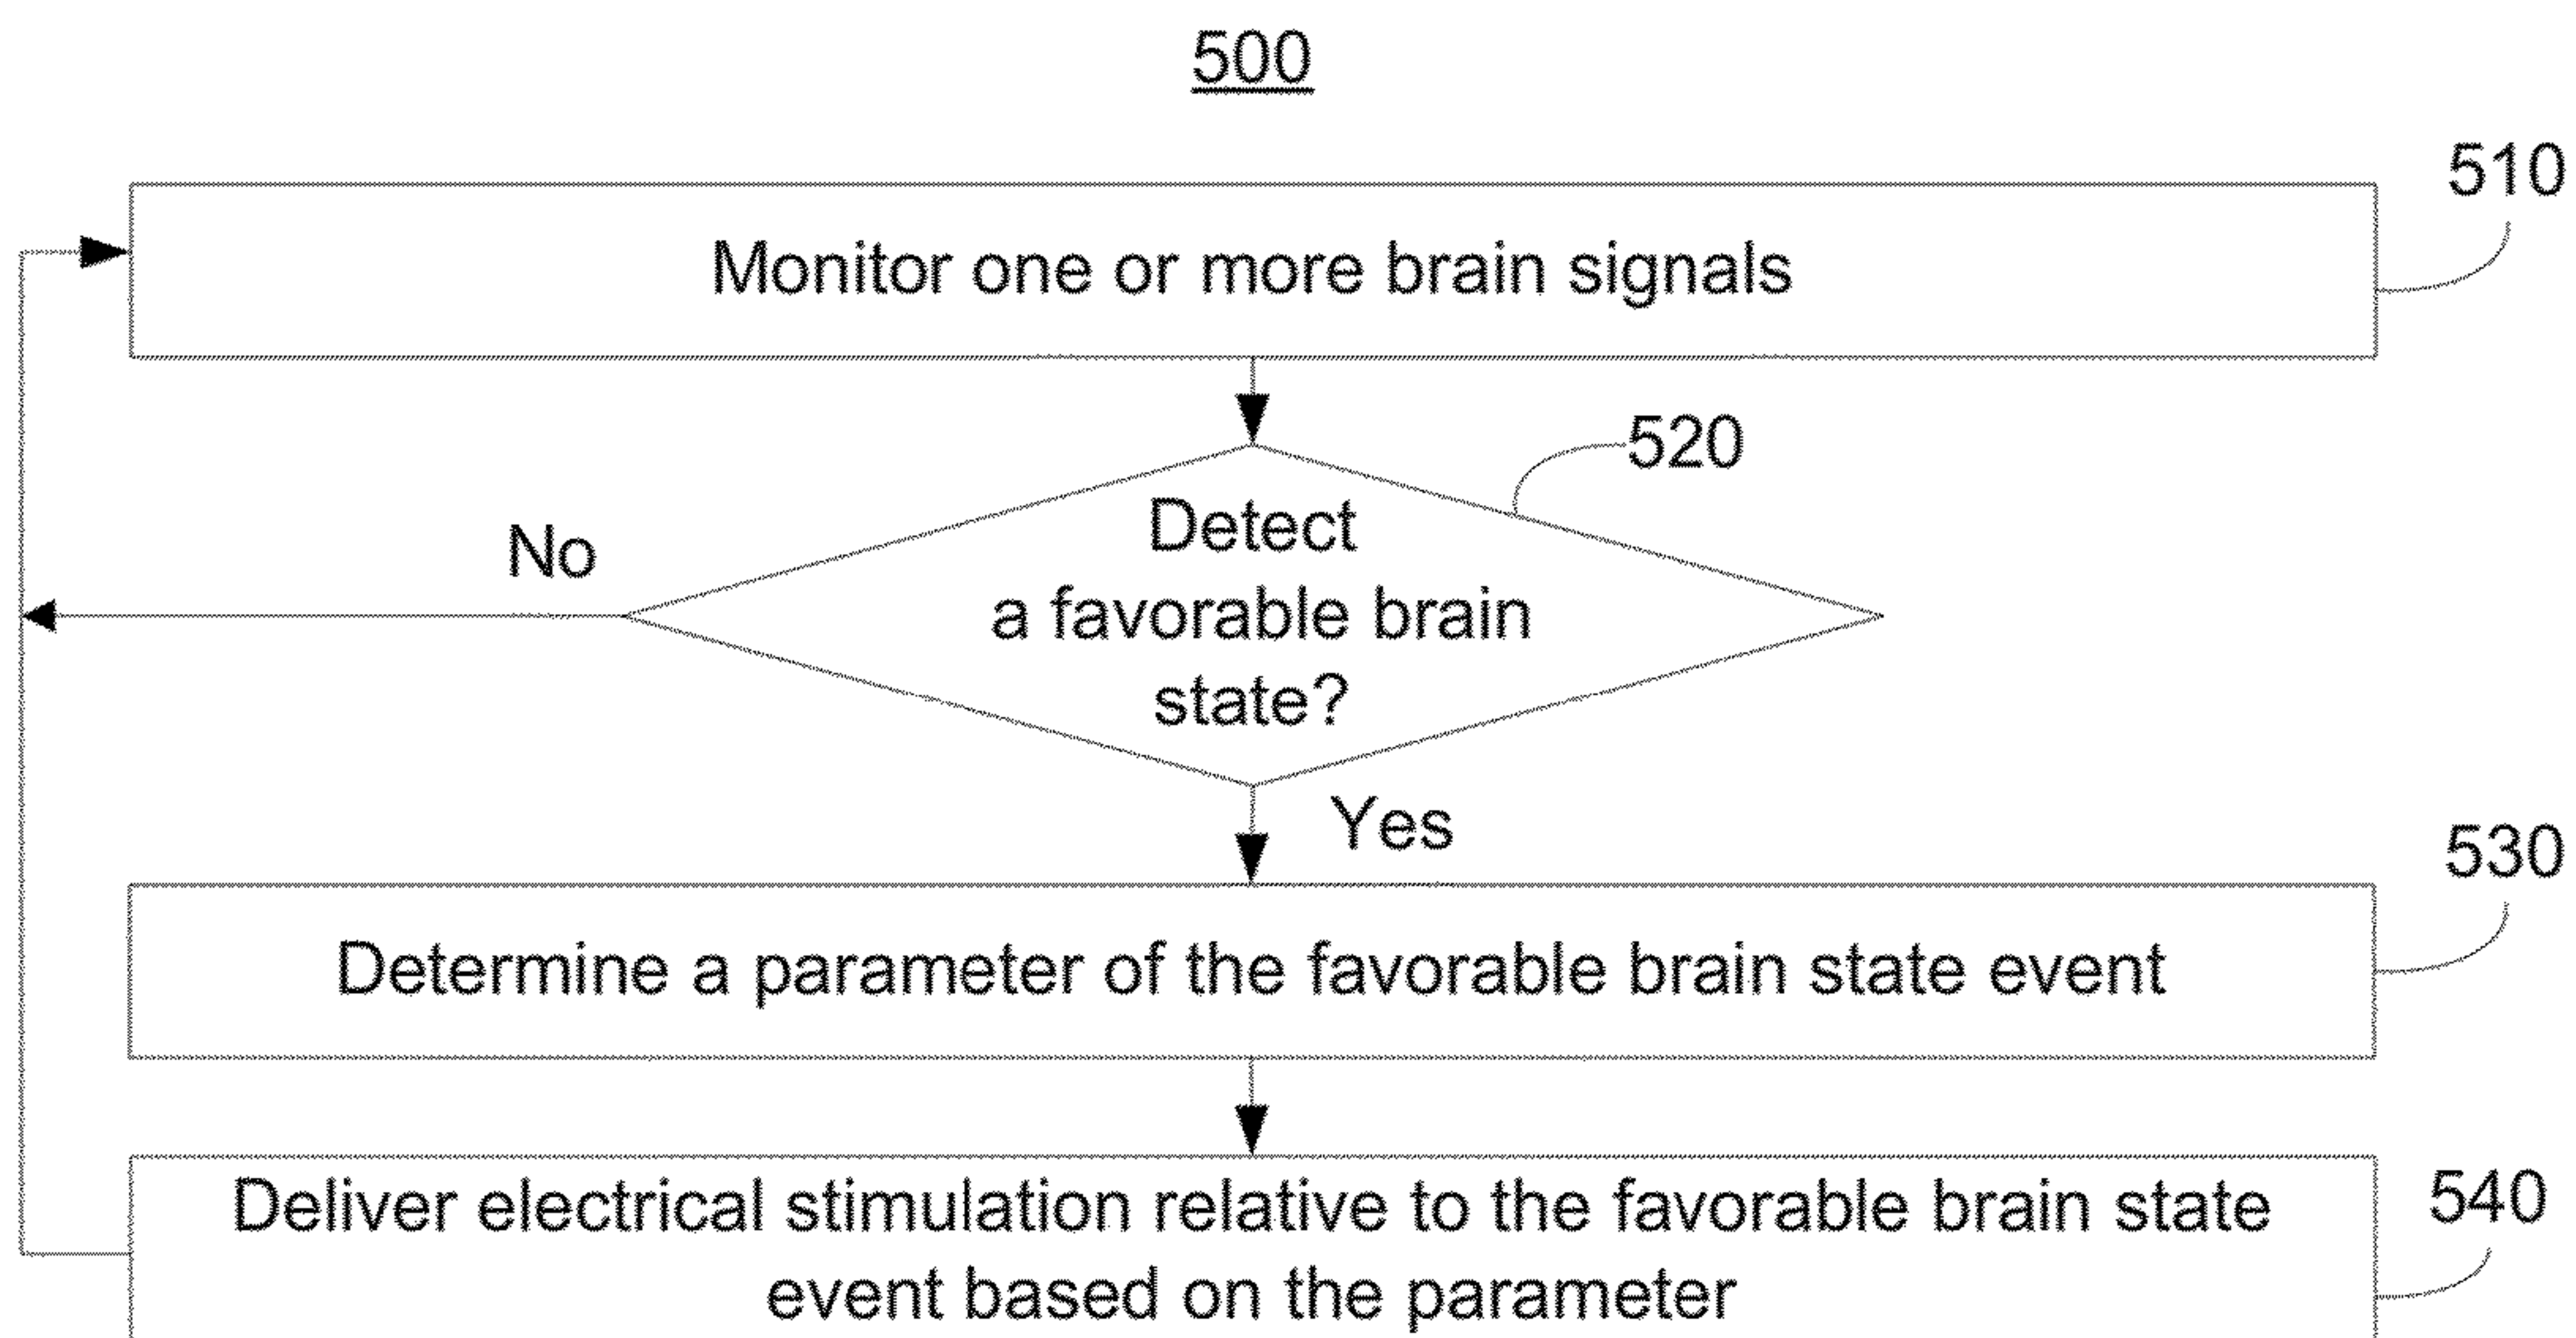 500
510
Monitor one or more brain signals
520
Detect
a favorable brain
state?
No
Yes
530
Determine a parameter of the favorable brain state event
540
Deliver electrical stimulation relative to the favorable brain state
event based on the parameter